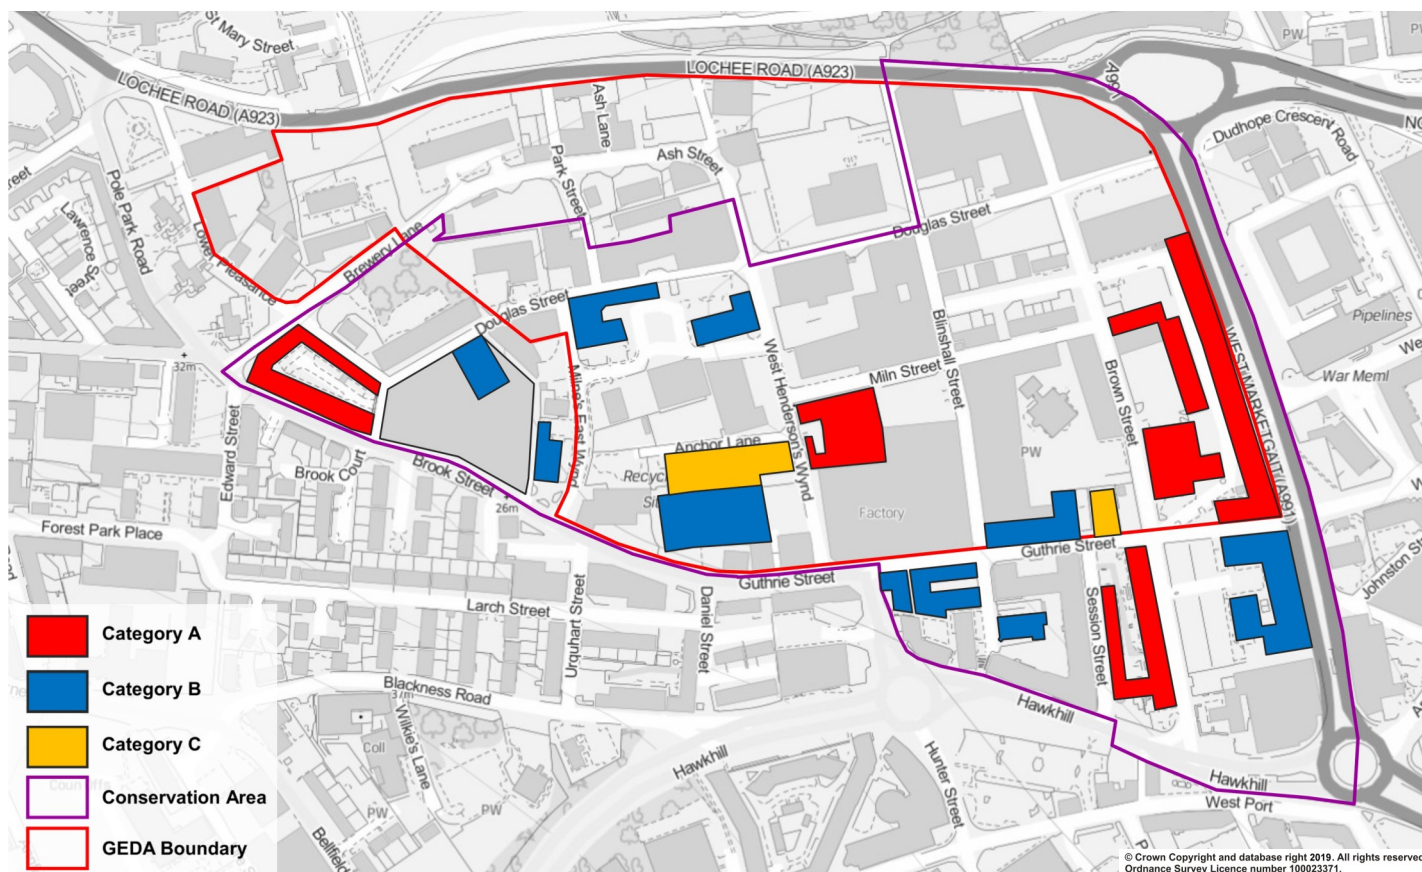 St Mary Street
LOCHEE ROAD (A923)
LOCHEE ROAD (A923)
A991
PW
Dudhope Crescent Road
Ash Lane
Ash Street
Park Street
Pole Park Road
Lawrence Street
Lower Pleasance
Brewery Lane
Douglas Street
Douglas Street
Pipelines
War Meml
32m
Milne's East Wynd
West Henderson's Wynd
Blinshall Street
Miln Street
Brown Street
WEST MARKETGAIT (A991)
PW
Anchor Lane
Edward Street
Brook Court
Brook Street
26m
Factory
Forest Park Place
Guthrie Street
Guthrie Street
Johnston
Larch Street
Urquhart Street
Daniel Street
Session Street
Blackness Road
37m
Wilkie's Lane
Coll
PW
PW
Hawkhill
Hawkhill
Hawkhill
Hunter Street
West Port
Category A
Category B
Category C
Conservation Area
GEDA Boundary
© Crown Copyright and database right 2019. All rights reserved
Ordnance Survey Licence number 100023371.